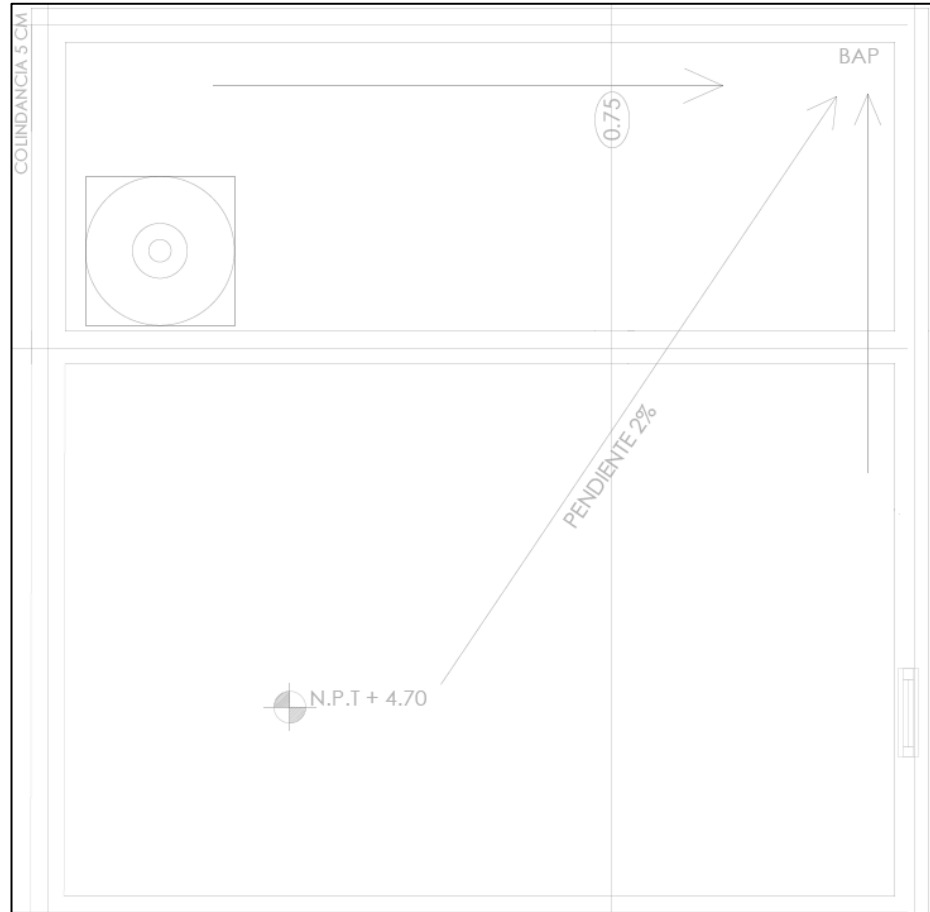 COLINDANCIA 5 CM
BAP
0.75
PENDIENTE 2%
N.P.T + 4.70